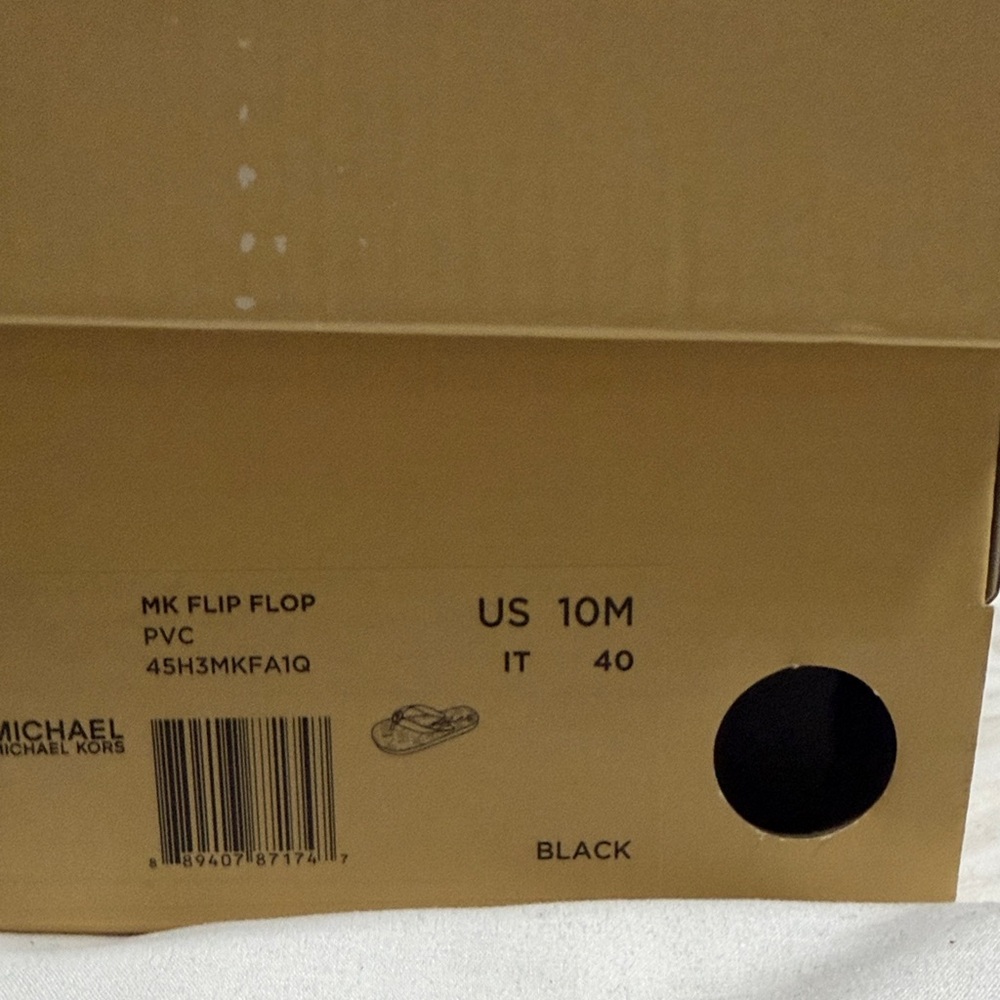 MK FLIP FLOP
PVC
45H3MKFA1Q
US 10M
IT 40
MICHAEL
MICHAEL KORS
8 89407 87174 7
BLACK